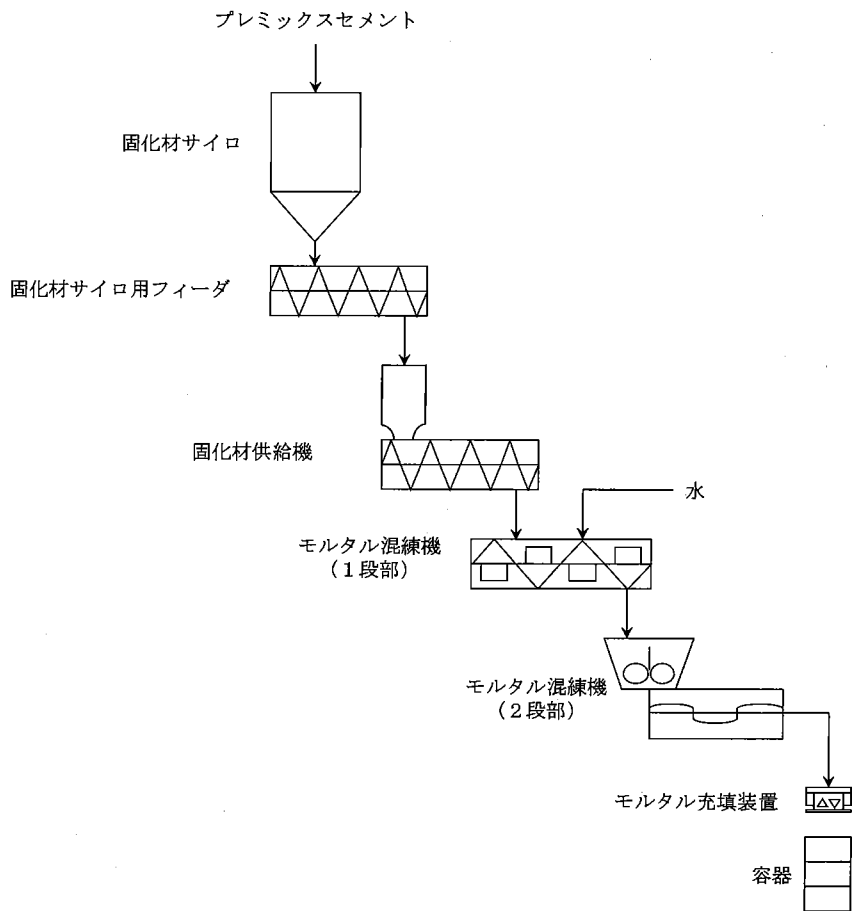 プレミックスセメント
固化材サイロ
固化材サイロ用フィーダ
固化材供給機
水
モルタル混練機
(1段部)
モルタル混練機
(2段部)
モルタル充填装置
容器